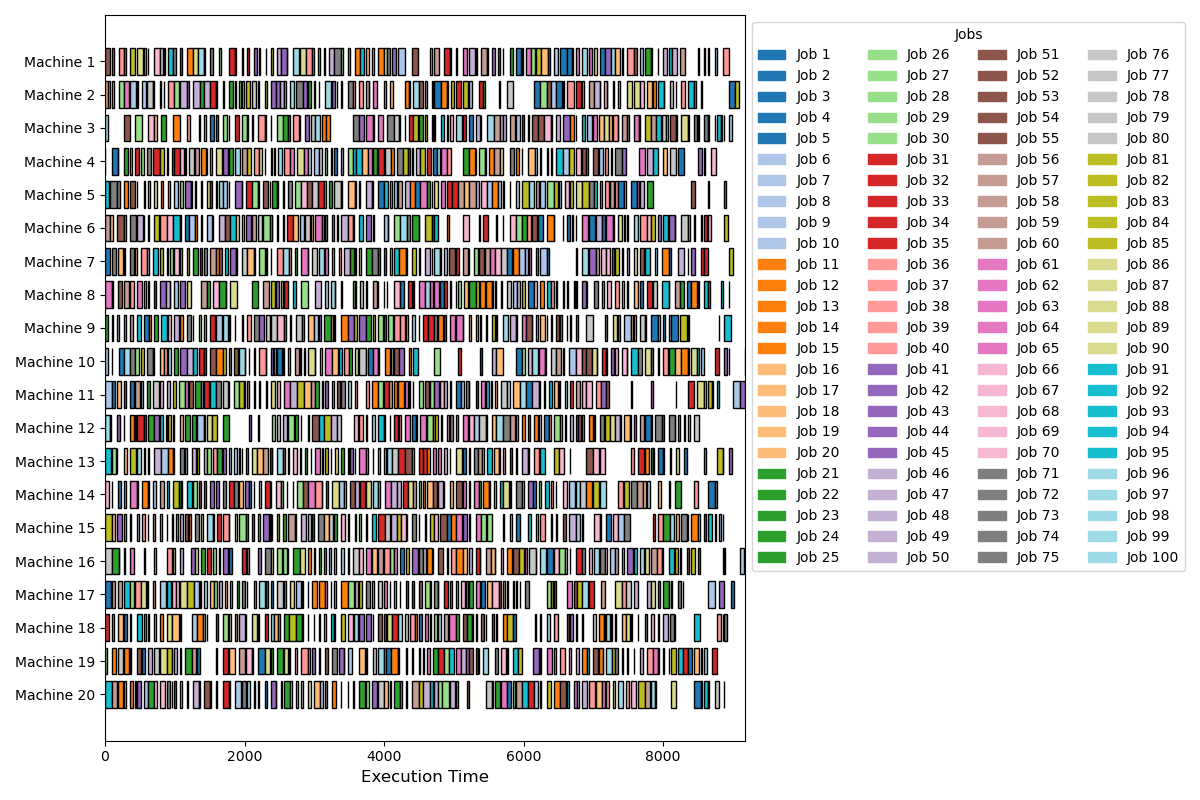 Machine 1
Machine 2
Machine 3
Machine 4
Machine 5
Machine 6
Machine 7
Machine 8
Machine 9
Machine 10
Machine 11
Machine 12
Machine 13
Machine 14
Machine 15
Machine 16
Machine 17
Machine 18
Machine 19
Machine 20
0 2000 4000 6000 8000
Execution Time
Jobs
Job 1 Job 26 Job 51 Job 76
Job 2 Job 27 Job 52 Job 77
Job 3 Job 28 Job 53 Job 78
Job 4 Job 29 Job 54 Job 79
Job 5 Job 30 Job 55 Job 80
Job 6 Job 31 Job 56 Job 81
Job 7 Job 32 Job 57 Job 82
Job 8 Job 33 Job 58 Job 83
Job 9 Job 34 Job 59 Job 84
Job 10 Job 35 Job 60 Job 85
Job 11 Job 36 Job 61 Job 86
Job 12 Job 37 Job 62 Job 87
Job 13 Job 38 Job 63 Job 88
Job 14 Job 39 Job 64 Job 89
Job 15 Job 40 Job 65 Job 90
Job 16 Job 41 Job 66 Job 91
Job 17 Job 42 Job 67 Job 92
Job 18 Job 43 Job 68 Job 93
Job 19 Job 44 Job 69 Job 94
Job 20 Job 45 Job 70 Job 95
Job 21 Job 46 Job 71 Job 96
Job 22 Job 47 Job 72 Job 97
Job 23 Job 48 Job 73 Job 98
Job 24 Job 49 Job 74 Job 99
Job 25 Job 50 Job 75 Job 100